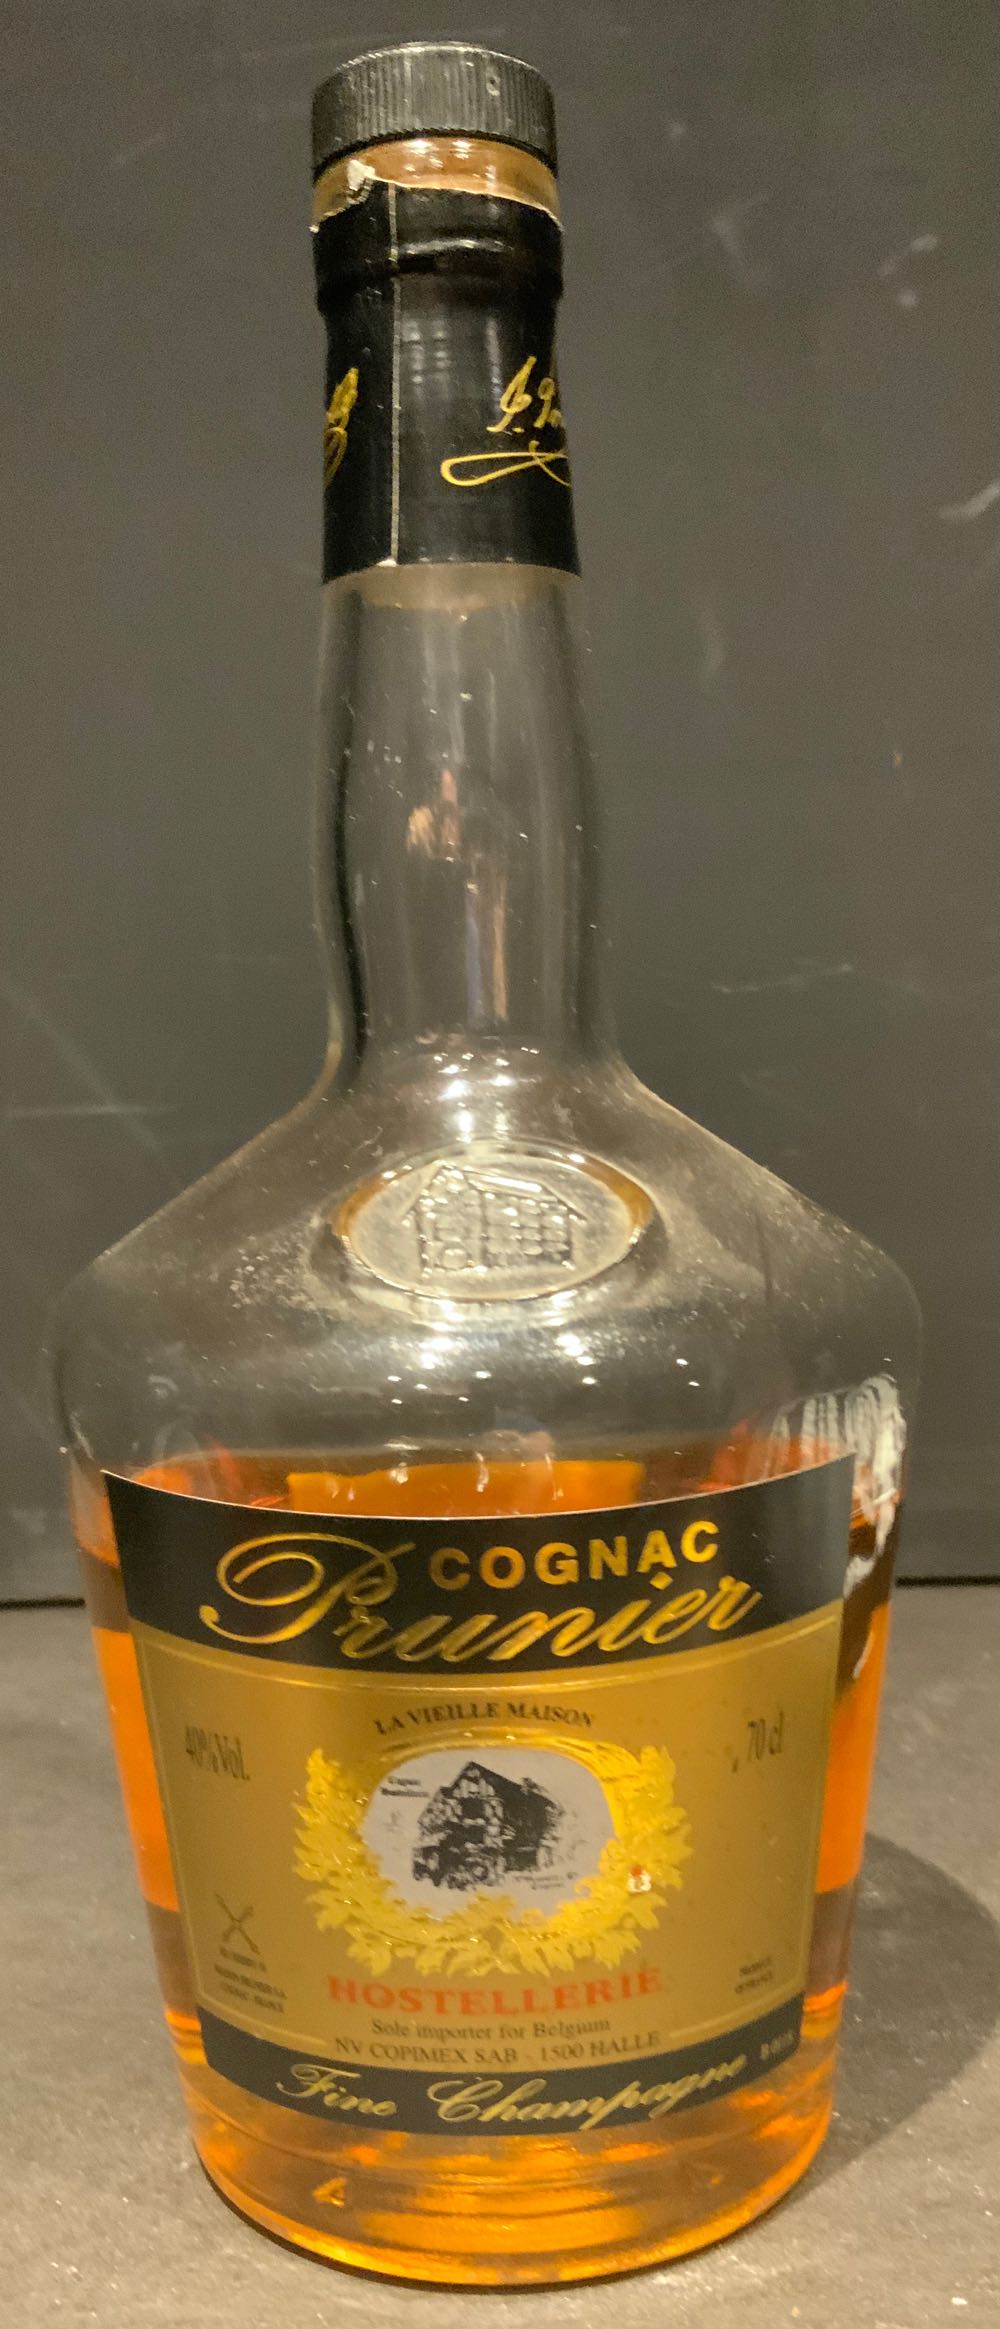 COGNAC
Prunier
LA VIEILLE MAISON
40%Vol.
70 cl
HOSTELLERIE
Sole importer for Belgium
NV COPIMEX SAB - 1500 HALLE
Fine Champagne